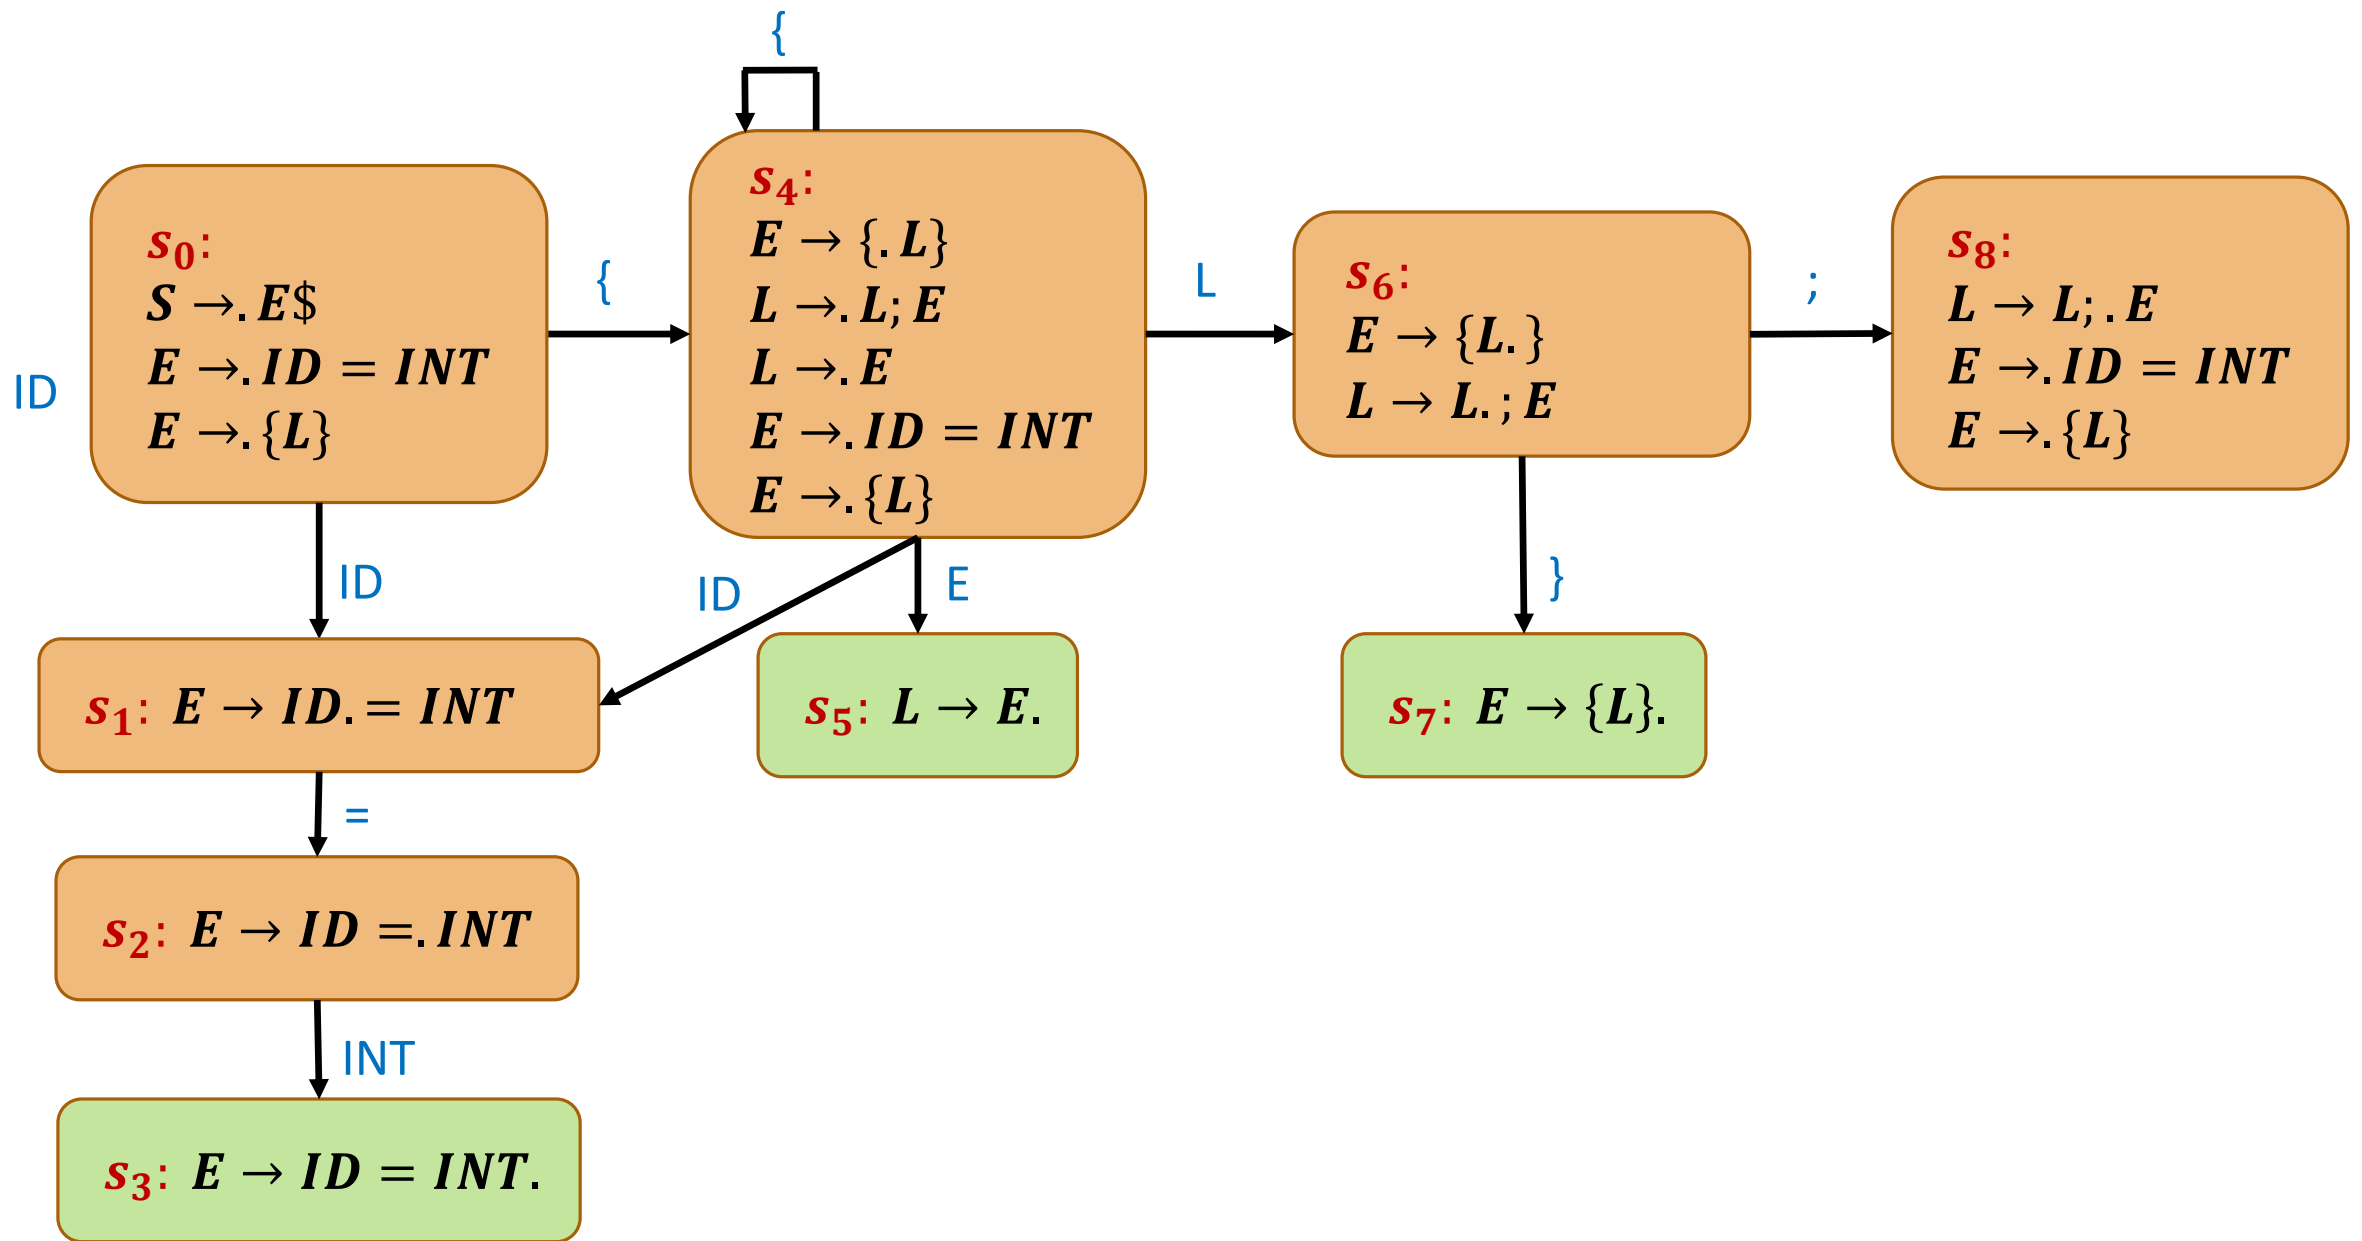 {
s₀:
S →. E$
E →. ID = INT
E →. {L}
ID
{
s₄:
E → {. L}
L →. L; E
L →. E
E →. ID = INT
E →. {L}
L
s₆:
E → {L. }
L → L. ; E
;
s₈:
L → L; . E
E →. ID = INT
E →. {L}
ID
ID
E
}
s₁: E → ID. = INT
s₅: L → E.
s₇: E → {L}.
=
s₂: E → ID =. INT
INT
s₃: E → ID = INT.